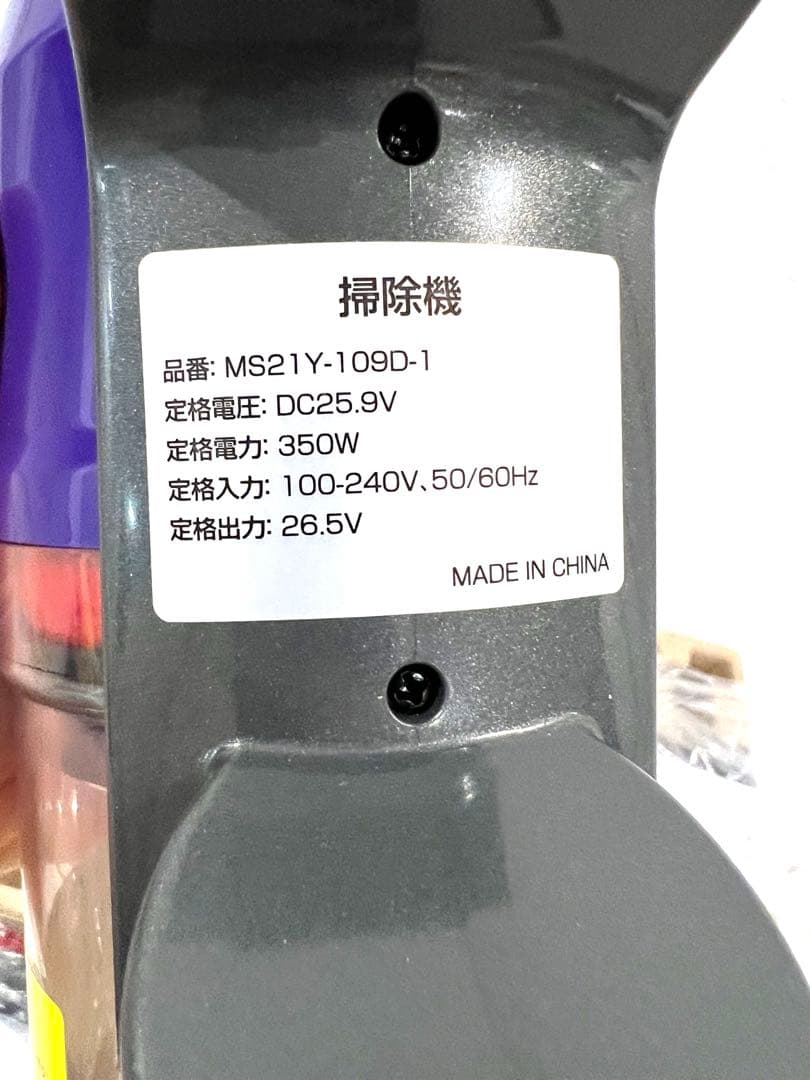 掃除機
品番: MS21Y-109D-1
定格電圧: DC25.9V
定格電力: 350W
定格入力: 100-240V、50/60Hz
定格出力: 26.5V
MADE IN CHINA